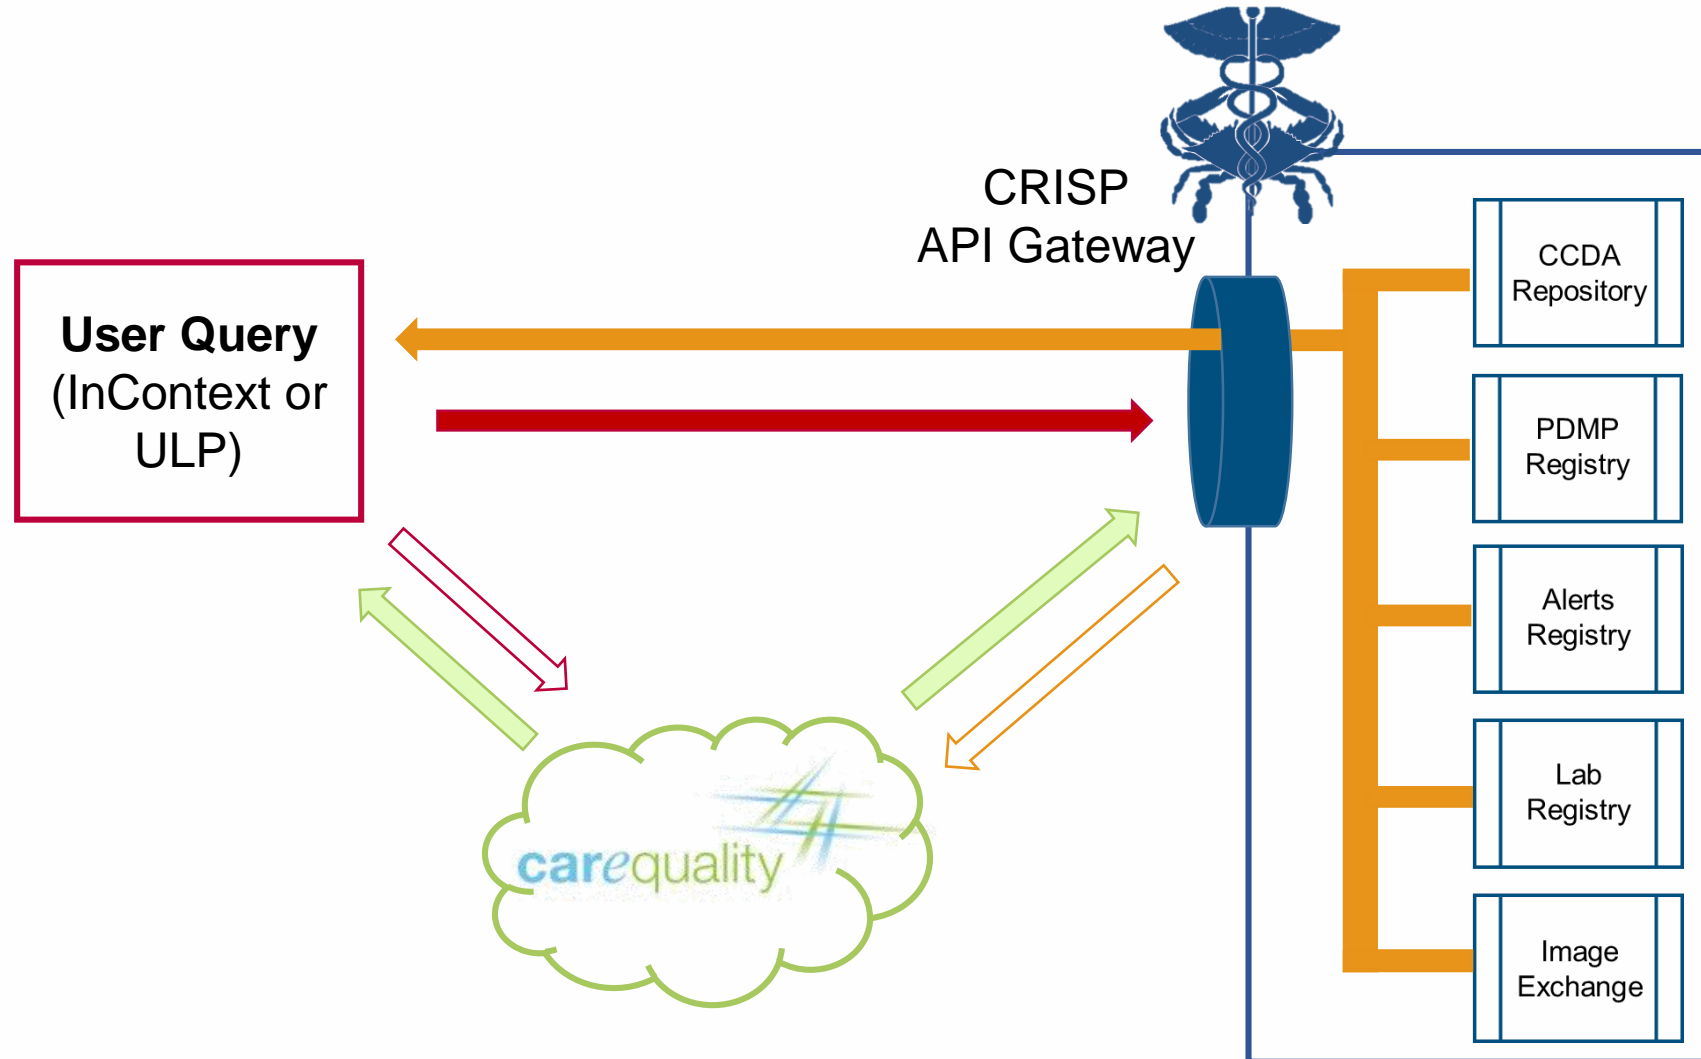 CRISP
API Gateway
User Query
(InContext or
ULP)
CCDA
Repository
PDMP
Registry
Alerts
Registry
Lab
Registry
Image
Exchange
carequality